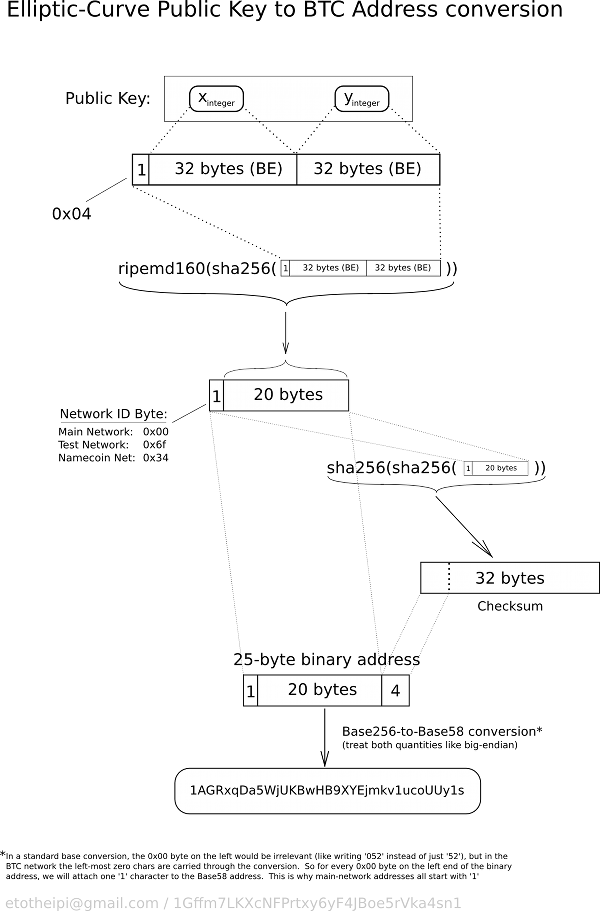 Elliptic-Curve Public Key to BTC Address conversion
Public Key:
x integer
y integer
1
32 bytes (BE)
32 bytes (BE)
0x04
ripemd160(sha256( 1 32 bytes (BE) 32 bytes (BE) ))
1
20 bytes
Network ID Byte:
Main Network: 0x00
Test Network: 0x6f
Namecoin Net: 0x34
sha256(sha256( 1 20 bytes ))
32 bytes
Checksum
25-byte binary address
1
20 bytes
4
Base256-to-Base58 conversion*
(treat both quantities like big-endian)
1AGRxqDa5WjUKBwHB9XYEjmkv1ucoUUy1s
*In a standard base conversion, the 0x00 byte on the left would be irrelevant (like writing '052' instead of just '52'), but in the
BTC network the left-most zero chars are carried through the conversion. So for every 0x00 byte on the left end of the binary
address, we will attach one '1' character to the Base58 address. This is why main-network addresses all start with '1'
etotheipi@gmail.com / 1Gffm7LKXcNFPrtxy6yF4JBoe5rVka4sn1